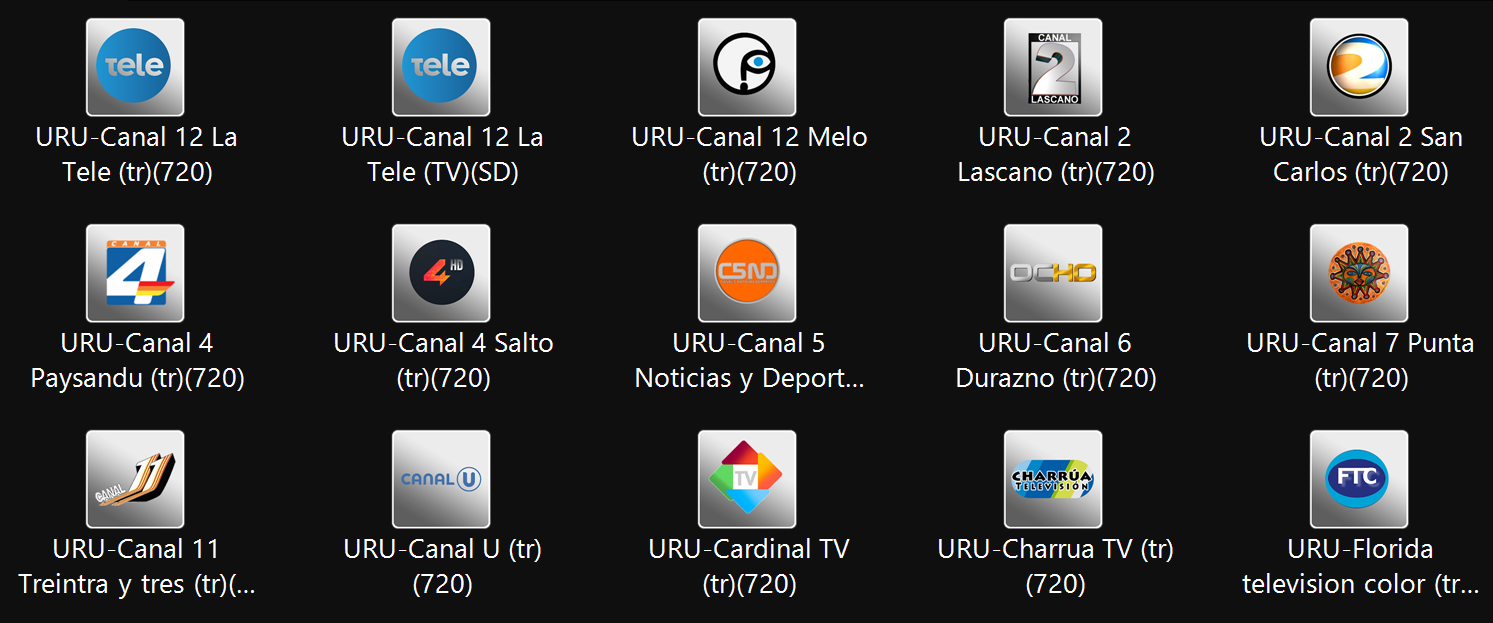 tele
tele
CANAL
2
LASCANO
2
URU-Canal 12 La
Tele (tr)(720)
URU-Canal 12 La
Tele (TV)(SD)
URU-Canal 12 Melo
(tr)(720)
URU-Canal 2
Lascano (tr)(720)
URU-Canal 2 San
Carlos (tr)(720)
CANAL
4
4 HD
C5ND
OCHO
URU-Canal 4
Paysandu (tr)(720)
URU-Canal 4 Salto
(tr)(720)
URU-Canal 5
Noticias y Deport...
URU-Canal 6
Durazno (tr)(720)
URU-Canal 7 Punta
(tr)(720)
CANAL 11
CANAL U
TV
CHARRÚA
TELEVISIÓN
FTC
URU-Canal 11
Treintra y tres (tr)(...
URU-Canal U (tr)
(720)
URU-Cardinal TV
(tr)(720)
URU-Charrua TV (tr)
(720)
URU-Florida
television color (tr...